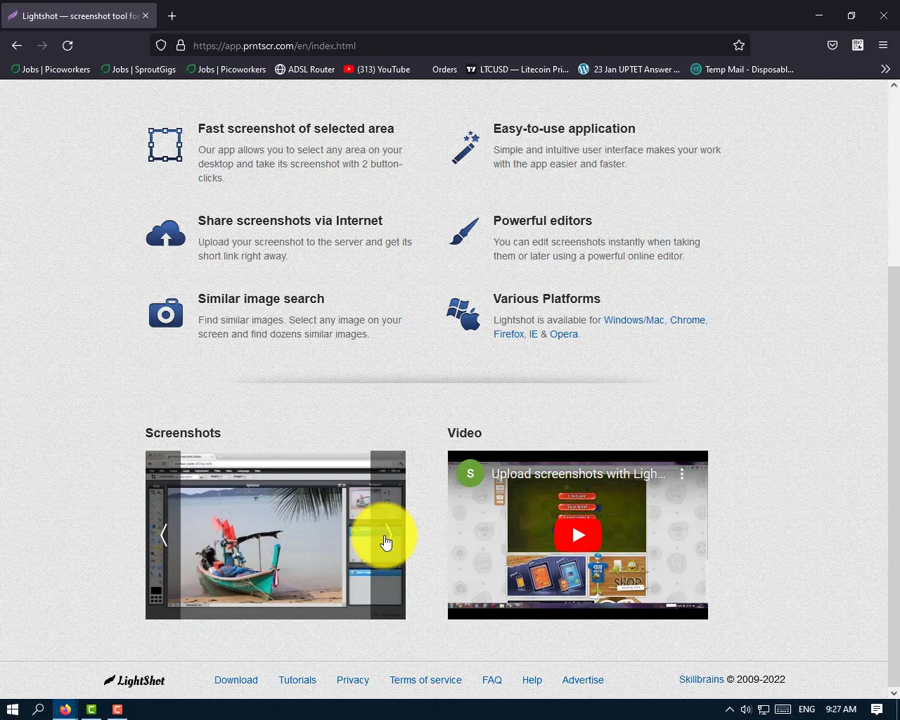 Lightshot — screenshot tool for
https://app.prntscr.com/en/index.html
Jobs | Picoworkers
Jobs | SproutGigs
Jobs | Picoworkers
ADSL Router
(313) YouTube
Orders
LTCUSD — Litecoin Pri...
23 Jan UPTET Answer ...
Temp Mail - Disposabl...
Fast screenshot of selected area
Our app allows you to select any area on your
desktop and take its screenshot with 2 button-
clicks.
Easy-to-use application
Simple and intuitive user interface makes your work
with the app easier and faster.
Share screenshots via Internet
Upload your screenshot to the server and get its
short link right away.
Powerful editors
You can edit screenshots instantly when taking
them or later using a powerful online editor.
Similar image search
Find similar images. Select any image on your
screen and find dozens similar images.
Various Platforms
Lightshot is available for Windows/Mac, Chrome,
Firefox, IE & Opera.
Screenshots
Video
S
Upload screenshots with Ligh...
SHOP
LightShot
Download
Tutorials
Privacy
Terms of service
FAQ
Help
Advertise
Skillbrains © 2009-2022
ENG
9:27 AM